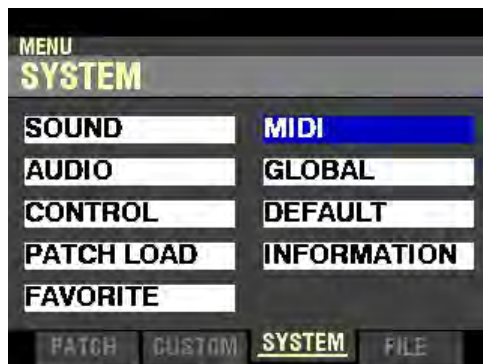 MENU
SYSTEM
SOUND MIDI
AUDIO GLOBAL
CONTROL DEFAULT
PATCH LOAD INFORMATION
FAVORITE
PATCH CUSTOM SYSTEM FILE